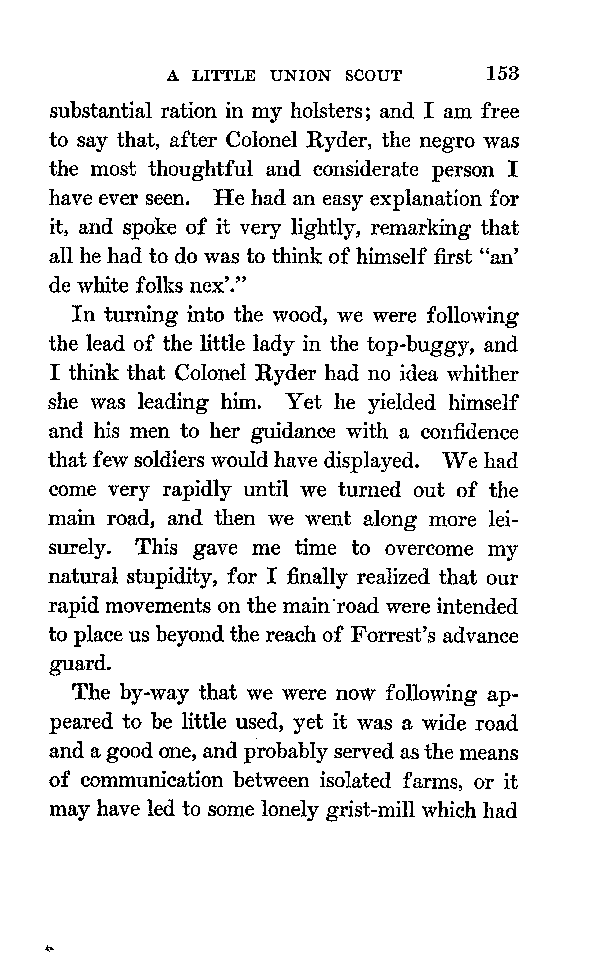 A LITTLE UNION SCOUT 153
substantial ration in my holsters; and I am free
to say that, after Colonel Ryder, the negro was
the most thoughtful and considerate person I
have ever seen. He had an easy explanation for
it, and spoke of it very lightly, remarking that
all he had to do was to think of himself first “an’
de white folks nex’.”
In turning into the wood, we were following
the lead of the little lady in the top-buggy, and
I think that Colonel Ryder had no idea whither
she was leading him. Yet he yielded himself
and his men to her guidance with a confidence
that few soldiers would have displayed. We had
come very rapidly until we turned out of the
main road, and then we went along more lei-
surely. This gave me time to overcome my
natural stupidity, for I finally realized that our
rapid movements on the main road were intended
to place us beyond the reach of Forrest’s advance
guard.
The by-way that we were now following ap-
peared to be little used, yet it was a wide road
and a good one, and probably served as the means
of communication between isolated farms, or it
may have led to some lonely grist-mill which had